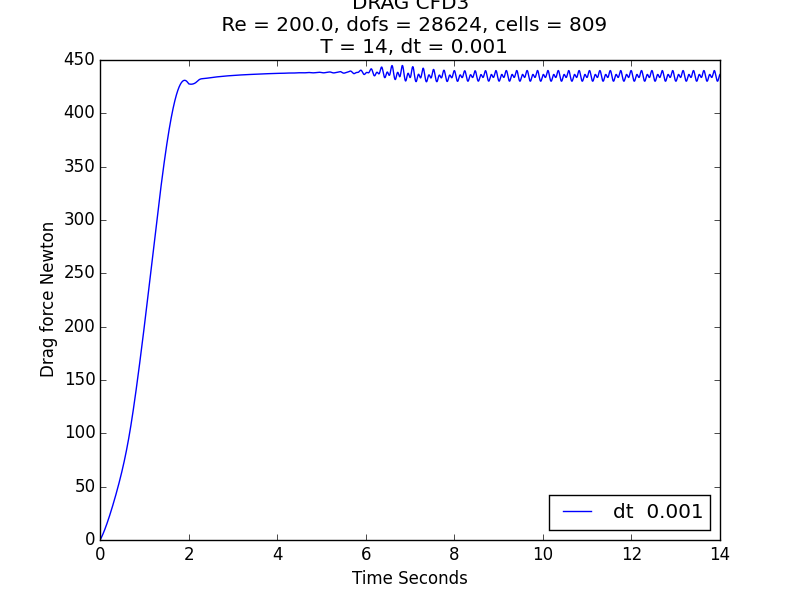 DRAG CFD3
Re = 200.0, dofs = 28624, cells = 809
T = 14, dt = 0.001
450
400
350
300
250
200
150
100
50
0
Drag force Newton
dt  0.001
0 2 4 6 8 10 12 14
Time Seconds